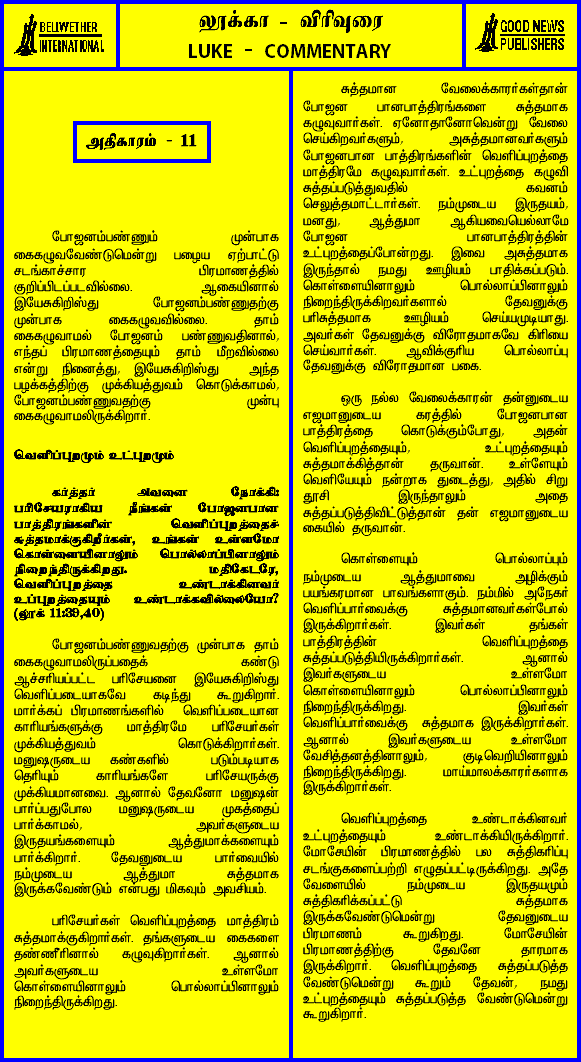 BELIWETHER
INTERNATIONAL
லூக்கா - விரிவுரை
LUKE - COMMENTARY
GOOD NEWS
PUBLISHERS
அதிகாரம் - 11
போஜனம்பண்ணும் முன்பாக
கைகழுவவேண்டுமென்று பழைய ஏற்பாட்டு
சடங்காச்சார பிரமாணத்தில்
குறிப்பிடப்படவில்லை. ஆகையினால்
இயேசுகிறிஸ்து போஜனம்பண்ணுதற்கு
முன்பாக கைகழுவவில்லை. தாம்
கைகழுவாமல் போஜனம் பண்ணுவதினால்,
எந்தப் பிரமாணத்தையும் தாம் மீறவில்லை
என்று நினைத்து, இயேசுகிறிஸ்து அந்த
பழக்கத்திற்கு முக்கியத்துவம் கொடுக்காமல்,
போஜனம்பண்ணுவதற்கு முன்பு
கைகழுவாமலிருக்கிறார்.
வெளிப்புறமும் உட்புறமும்
கர்த்தர் அவனை நோக்கி:
பரிசேயராகிய நீங்கள் போஜனபான
பாத்திரங்களின் வெளிப்புறத்தைச்
சுத்தமாக்குகிறீர்கள், உங்கள் உள்ளமோ
கொள்ளையினாலும் பொல்லாப்பினாலும்
நிறைந்திருக்கிறது. மதிகேடரே,
வெளிப்புறத்தை உண்டாக்கினவர்
உட்புறத்தையும் உண்டாக்கவில்லையோ?
(லூக் 11:39,40)
போஜனம்பண்ணுவதற்கு முன்பாக தாம்
கைகழுவாமலிருப்பதைக் கண்டு
ஆச்சரியப்பட்ட பரிசேயனை இயேசுகிறிஸ்து
வெளிப்படையாகவே கடிந்து கூறுகிறார்.
மார்க்கப் பிரமாணங்களில் வெளிப்படையான
காரியங்களுக்கு மாத்திரமே பரிசேயர்கள்
முக்கியத்துவம் கொடுக்கிறார்கள்.
மனுஷருடைய கண்களில் படும்படியாக
தெரியும் காரியங்களே பரிசேயருக்கு
முக்கியமானவை. ஆனால் தேவனோ மனுஷன்
பார்ப்பதுபோல மனுஷருடைய முகத்தைப்
பார்க்காமல், அவர்களுடைய
இருதயங்களையும் ஆத்துமாக்களையும்
பார்க்கிறார். தேவனுடைய பார்வையில்
நம்முடைய ஆத்துமா சுத்தமாக
இருக்கவேண்டும் என்பது மிகவும் அவசியம்.
பரிசேயர்கள் வெளிப்புறத்தை மாத்திரம்
சுத்தமாக்குகிறார்கள். தங்களுடைய கைகளை
தண்ணீரினால் கழுவுகிறார்கள். ஆனால்
அவர்களுடைய உள்ளமோ
கொள்ளையினாலும் பொல்லாப்பினாலும்
நிறைந்திருக்கிறது.
சுத்தமான வேலைக்காரர்கள்தான்
போஜன பானபாத்திரங்களை சுத்தமாக
கழுவுவார்கள். ஏனோதானோவென்று வேலை
செய்கிறவர்களும், அசுத்தமானவர்களும்
போஜனபான பாத்திரங்களின் வெளிப்புறத்தை
மாத்திரமே கழுவுவார்கள். உட்புறத்தை கழுவி
சுத்தப்படுத்துவதில் கவனம்
செலுத்தமாட்டார்கள். நம்முடைய இருதயம்,
மனது, ஆத்துமா ஆகியவையெல்லாமே
போஜன பானபாத்திரத்தின்
உட்புறத்தைப்போன்றது. இவை அசுத்தமாக
இருந்தால் நமது ஊழியம் பாதிக்கப்படும்.
கொள்ளையினாலும் பொல்லாப்பினாலும்
நிறைந்திருக்கிறவர்களால் தேவனுக்கு
பரிசுத்தமாக ஊழியம் செய்யமுடியாது.
அவர்கள் தேவனுக்கு விரோதமாகவே கிரியை
செய்வார்கள். ஆவிக்குரிய பொல்லாப்பு
தேவனுக்கு விரோதமான பகை.
ஒரு நல்ல வேலைக்காரன் தன்னுடைய
எஜமானுடைய கரத்தில் போஜனபான
பாத்திரத்தை கொடுக்கும்போது, அதன்
வெளிப்புறத்தையும், உட்புறத்தையும்
சுத்தமாக்கித்தான் தருவான். உள்ளேயும்
வெளியேயும் நன்றாக துடைத்து, அதில் சிறு
தூசி இருந்தாலும் அதை
சுத்தப்படுத்திவிட்டுத்தான் தன் எஜமானுடைய
கையில் தருவான்.
கொள்ளையும் பொல்லாப்பும்
நம்முடைய ஆத்துமாவை அழிக்கும்
பயங்கரமான பாவங்களாகும். நம்மில் அநேகர்
வெளிப்பார்வைக்கு சுத்தமானவர்கள்போல்
இருக்கிறார்கள். இவர்கள் தங்கள்
பாத்திரத்தின் வெளிப்புறத்தை
சுத்தப்படுத்தியிருக்கிறார்கள். ஆனால்
இவர்களுடைய உள்ளமோ
கொள்ளையினாலும் பொல்லாப்பினாலும்
நிறைந்திருக்கிறது. இவர்கள்
வெளிப்பார்வைக்கு சுத்தமாக இருக்கிறார்கள்.
ஆனால் இவர்களுடைய உள்ளமோ
வேசித்தனத்தினாலும், குடிவெறியினாலும்
நிறைந்திருக்கிறது. மாய்மாலக்காரர்களாக
இருக்கிறார்கள்.
வெளிப்புறத்தை உண்டாக்கினவர்
உட்புறத்தையும் உண்டாக்கியிருக்கிறார்.
மோசேயின் பிரமாணத்தில் பல சுத்திகரிப்பு
சடங்குகளைப்பற்றி எழுதப்பட்டிருக்கிறது. அதே
வேளையில் நம்முடைய இருதயமும்
சுத்திகரிக்கப்பட்டு சுத்தமாக
இருக்கவேண்டுமென்று தேவனுடைய
பிரமாணம் கூறுகிறது. மோசேயின்
பிரமாணத்திற்கு தேவனே தாரமாக
இருக்கிறார். வெளிப்புறத்தை சுத்தப்படுத்த
வேண்டுமென்று கூறும் தேவன், நமது
உட்புறத்தையும் சுத்தப்படுத்த வேண்டுமென்று
கூறுகிறார்.